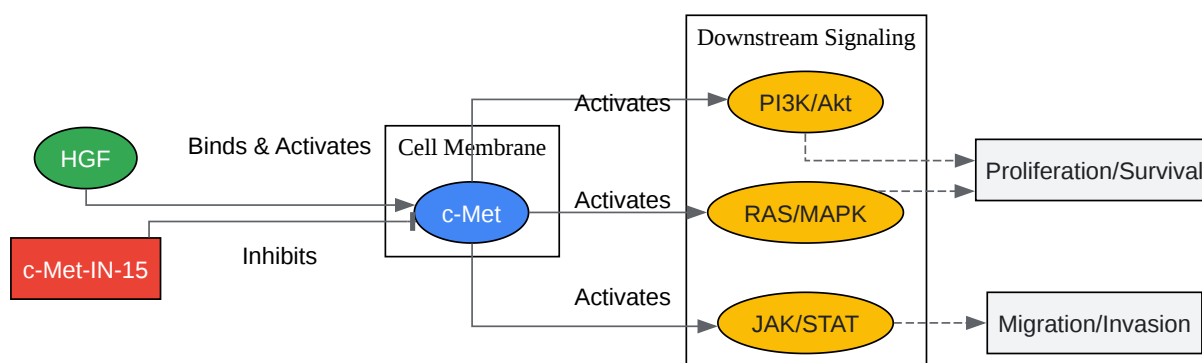 Downstream Signaling
PI3K/Akt
Activates
Binds & Activates
Cell Membrane
HGF
Proliferation/Survival
c-Met
Activates
RAS/MAPK
Inhibits
c-Met-IN-15
Activates
JAK/STAT
Migration/Invasion